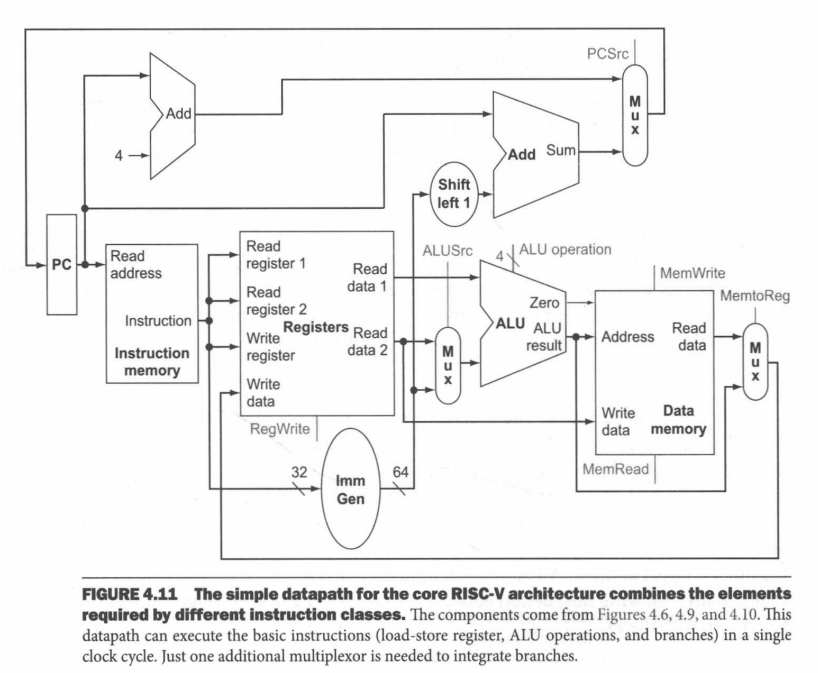 PCSrc
M
u
x
Add
4
Add Sum
Shift
left 1
PC
Read
address
Instruction
Instruction
memory
Read
register 1
Read
register 2
Write
register
Write
data
Registers
Read
data 1
Read
data 2
RegWrite
ALUSrc
M
u
x
4
ALU operation
Zero
ALU
ALU
result
MemWrite
Address
Read
data
Write
data
Data
memory
MemRead
MemtoReg
M
u
x
32
Imm
Gen
64
FIGURE 4.11 The simple datapath for the core RISC-V architecture combines the elements
required by different instruction classes. The components come from Figures 4.6, 4.9, and 4.10. This
datapath can execute the basic instructions (load-store register, ALU operations, and branches) in a single
clock cycle. Just one additional multiplexor is needed to integrate branches.